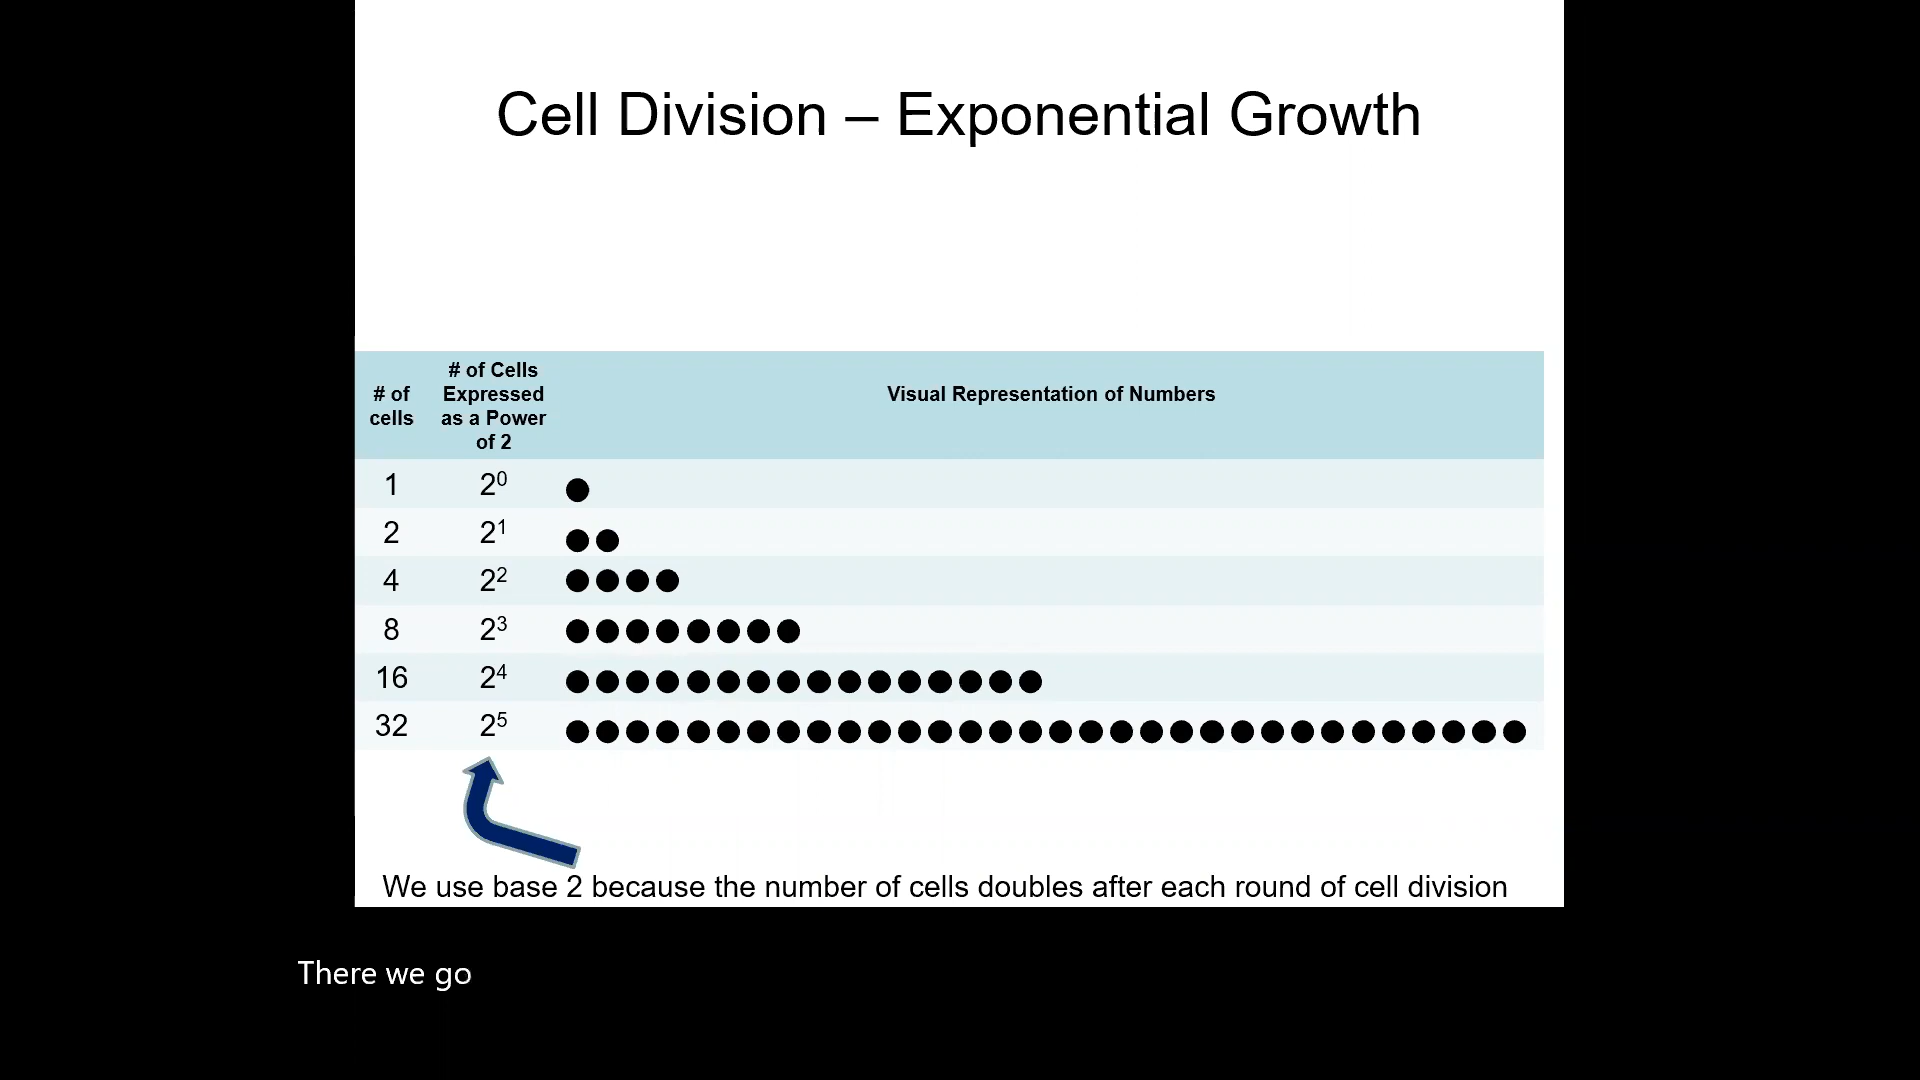 Cell Division – Exponential Growth
# of
cells
# of Cells
Expressed
as a Power
of 2
Visual Representation of Numbers
1 2⁰
2 2¹
4 2²
8 2³
16 2⁴
32 2⁵
We use base 2 because the number of cells doubles after each round of cell division
There we go